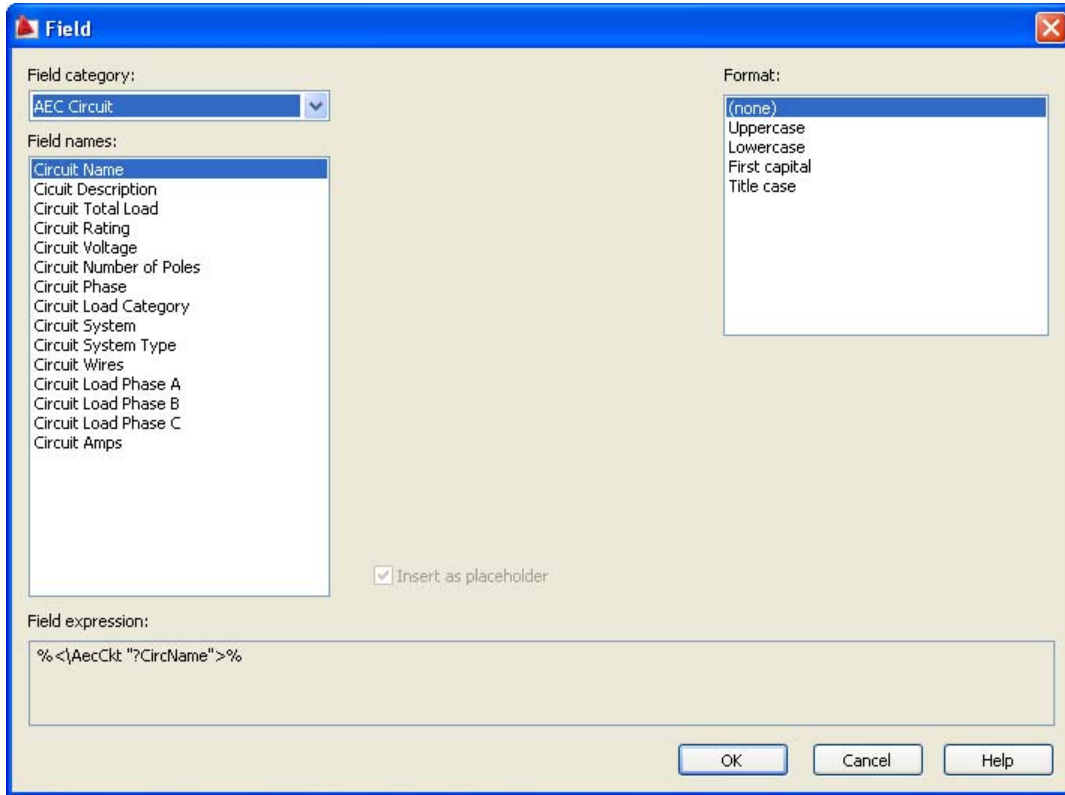 Field
Field category:
AEC Circuit
Field names:
Circuit Name
Cicuit Description
Circuit Total Load
Circuit Rating
Circuit Voltage
Circuit Number of Poles
Circuit Phase
Circuit Load Category
Circuit System
Circuit System Type
Circuit Wires
Circuit Load Phase A
Circuit Load Phase B
Circuit Load Phase C
Circuit Amps
Format:
(none)
Uppercase
Lowercase
First capital
Title case
Insert as placeholder
Field expression:
%<\AecCkt "?CircName">%
OK
Cancel
Help